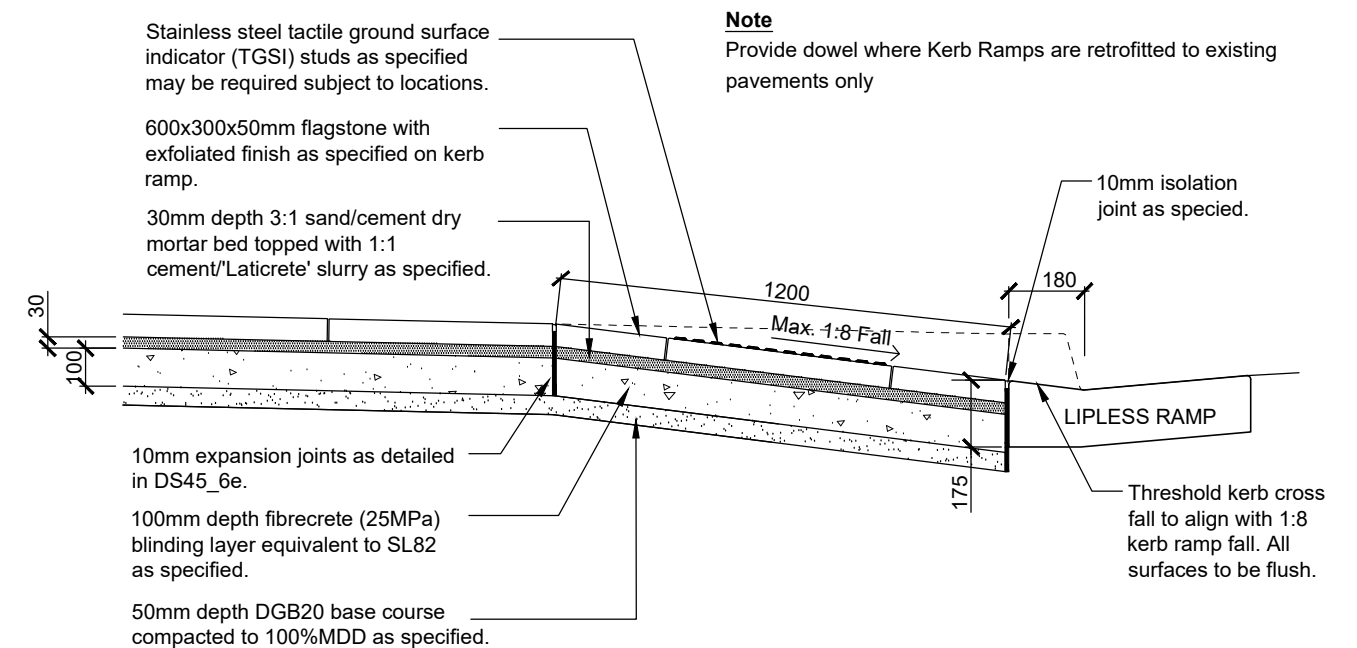 Stainless steel tactile ground surface
indicator (TGSI) studs as specified
may be required subject to locations.
Note
Provide dowel where Kerb Ramps are retrofitted to existing
pavements only
600x300x50mm flagstone with
exfoliated finish as specified on kerb
ramp.
10mm isolation
joint as specied.
30mm depth 3:1 sand/cement dry
mortar bed topped with 1:1
cement/'Laticrete' slurry as specified.
30
100
1200
180
Max. 1:8 Fall
LIPLESS RAMP
175
10mm expansion joints as detailed
in DS45_6e.
100mm depth fibrecrete (25MPa)
blinding layer equivalent to SL82
as specified.
50mm depth DGB20 base course
compacted to 100%MDD as specified.
Threshold kerb cross
fall to align with 1:8
kerb ramp fall. All
surfaces to be flush.